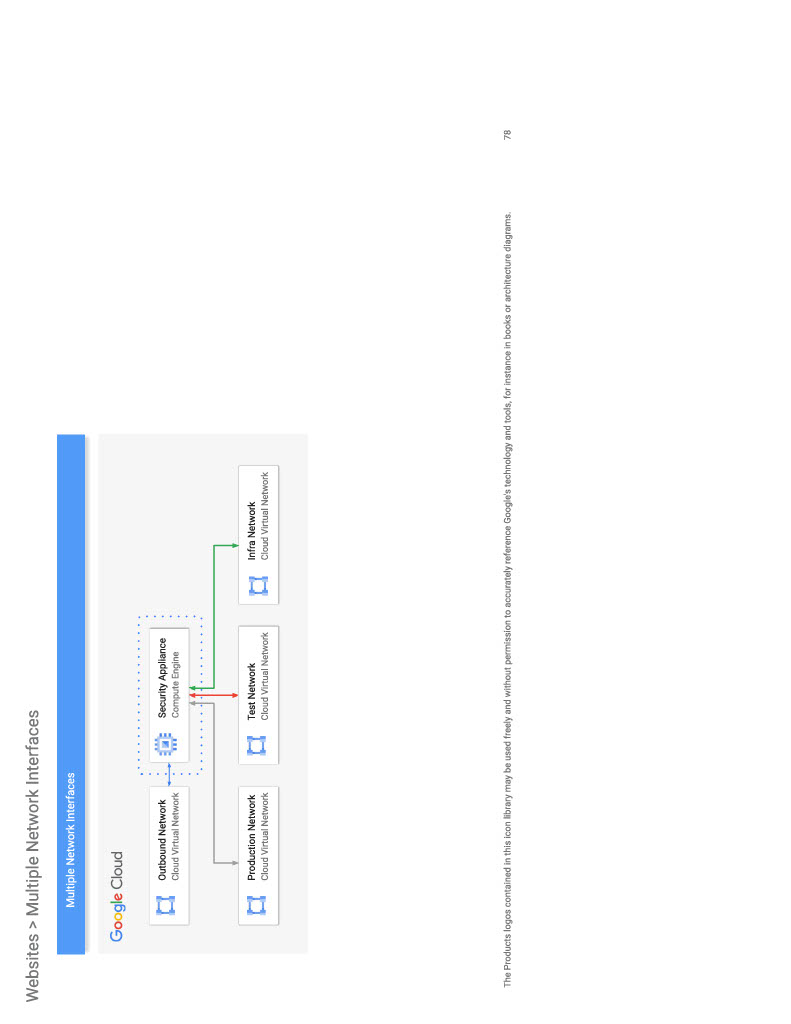 Websites > Multiple Network Interfaces
Multiple Network Interfaces
Google Cloud
Outbound Network
Cloud Virtual Network
Security Appliance
Compute Engine
Production Network
Cloud Virtual Network
Test Network
Cloud Virtual Network
Infra Network
Cloud Virtual Network
The Products logos contained in this icon library may be used freely and without permission to accurately reference Google's technology and tools, for instance in books or architecture diagrams.
78